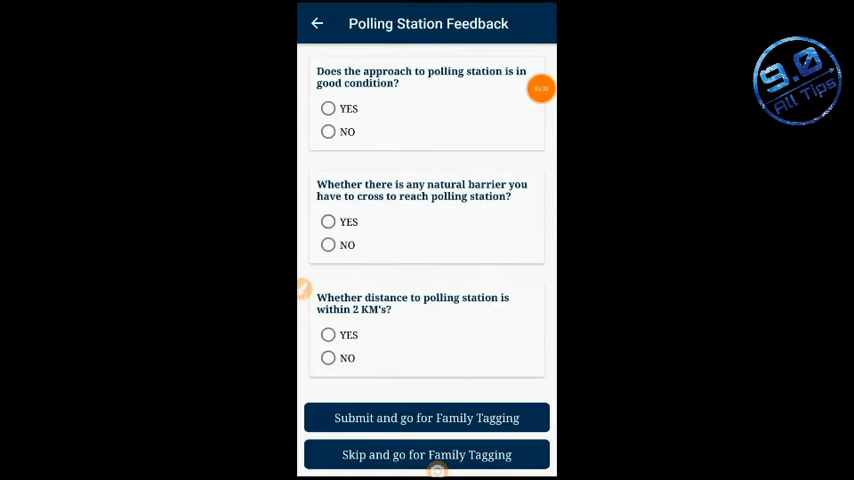 Polling Station Feedback
Does the approach to polling station is in
good condition?
YES
NO
Whether there is any natural barrier you
have to cross to reach polling station?
YES
NO
Whether distance to polling station is
within 2 KM's?
YES
NO
Submit and go for Family Tagging
Skip and go for Family Tagging
9.0
All Tips